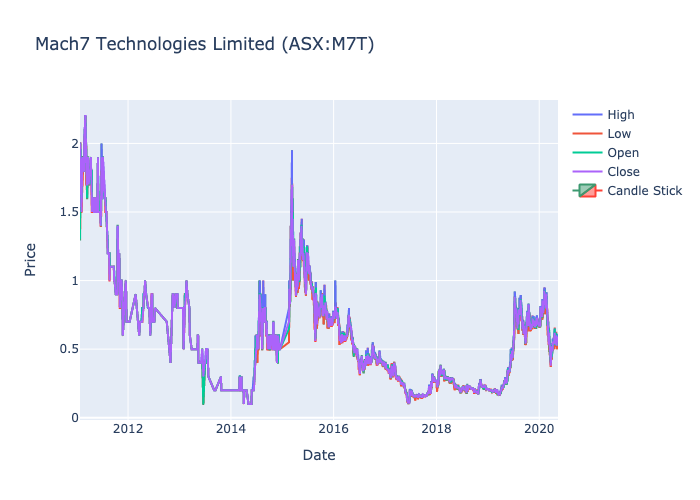 Mach7 Technologies Limited (ASX:M7T)
High
Low
Open
Close
Candle Stick
Price
2
1.5
1
0.5
0
2012 2014 2016 2018 2020
Date